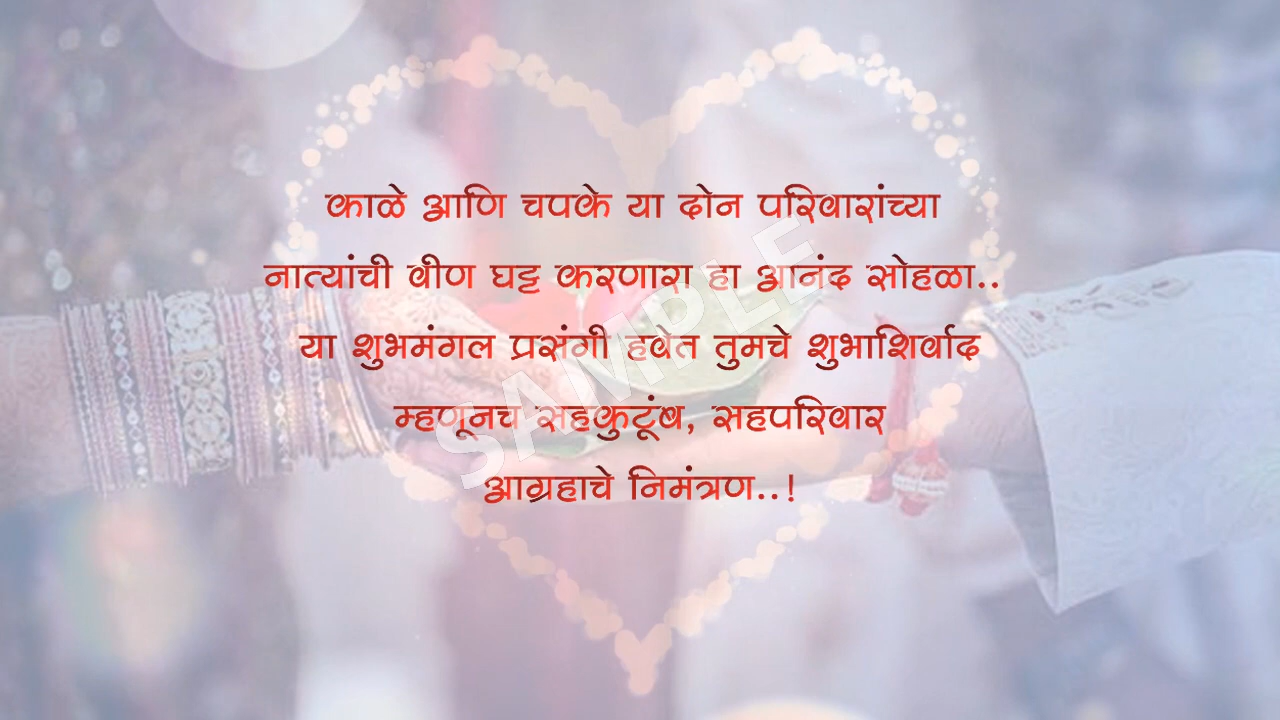 काळे आणि चपके या दोन परिवारांच्या
नात्यांची वीण घट्ट करणारा हा आनंद सोहळा..
या शुभमंगल प्रसंगी हवेत तुमचे शुभाशिर्वाद
म्हणूनच सहकुटूंब, सहपरिवार
आग्रहाचे निमंत्रण..!
SAMPLE